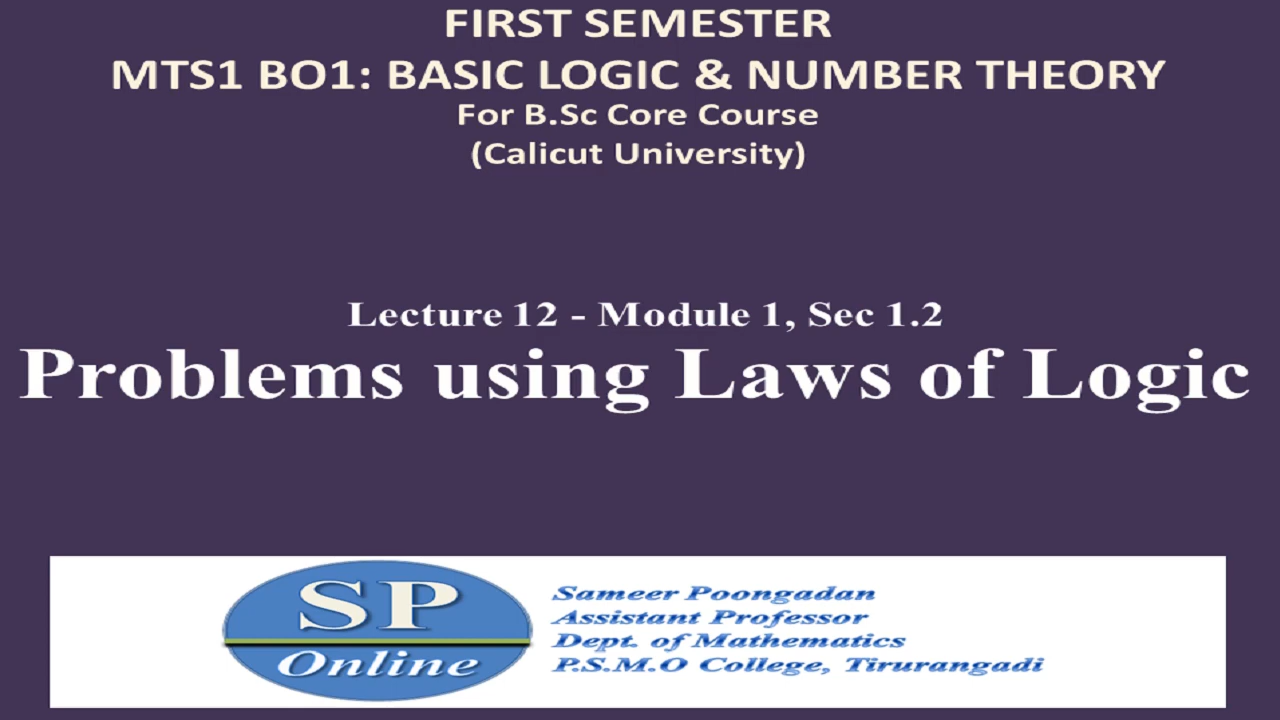 FIRST SEMESTER
MTS1 BO1: BASIC LOGIC & NUMBER THEORY
For B.Sc Core Course
(Calicut University)
Lecture 12 - Module 1, Sec 1.2
Problems using Laws of Logic
SP
Online
Sameer Poongadan
Assistant Professor
Dept. of Mathematics
P.S.M.O College, Tirurangadi